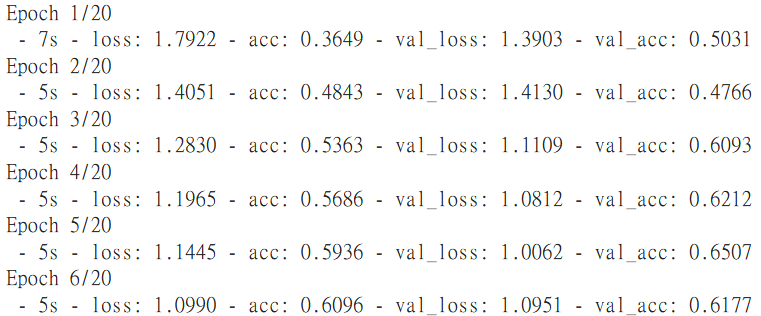 Epoch 1/20
 - 7s - loss: 1.7922 - acc: 0.3649 - val_loss: 1.3903 - val_acc: 0.5031
Epoch 2/20
 - 5s - loss: 1.4051 - acc: 0.4843 - val_loss: 1.4130 - val_acc: 0.4766
Epoch 3/20
 - 5s - loss: 1.2830 - acc: 0.5363 - val_loss: 1.1109 - val_acc: 0.6093
Epoch 4/20
 - 5s - loss: 1.1965 - acc: 0.5686 - val_loss: 1.0812 - val_acc: 0.6212
Epoch 5/20
 - 5s - loss: 1.1445 - acc: 0.5936 - val_loss: 1.0062 - val_acc: 0.6507
Epoch 6/20
 - 5s - loss: 1.0990 - acc: 0.6096 - val_loss: 1.0951 - val_acc: 0.6177